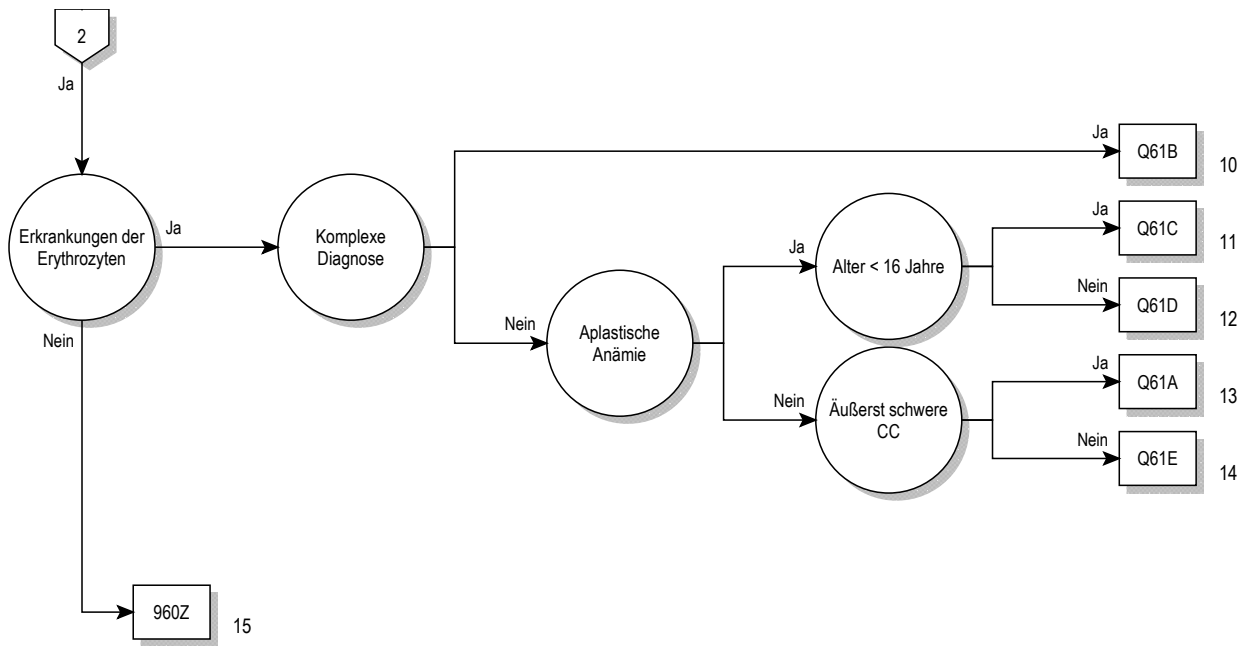 2
Ja
Ja
Q61B
10
Erkrankungen der
Erythrozyten
Ja
Komplexe
Diagnose
Ja
Q61C
11
Ja
Alter < 16 Jahre
Nein
Q61D
12
Nein
Nein
Aplastische
Anämie
Ja
Q61A
13
Nein
Äußerst schwere
CC
Nein
Q61E
14
960Z
15